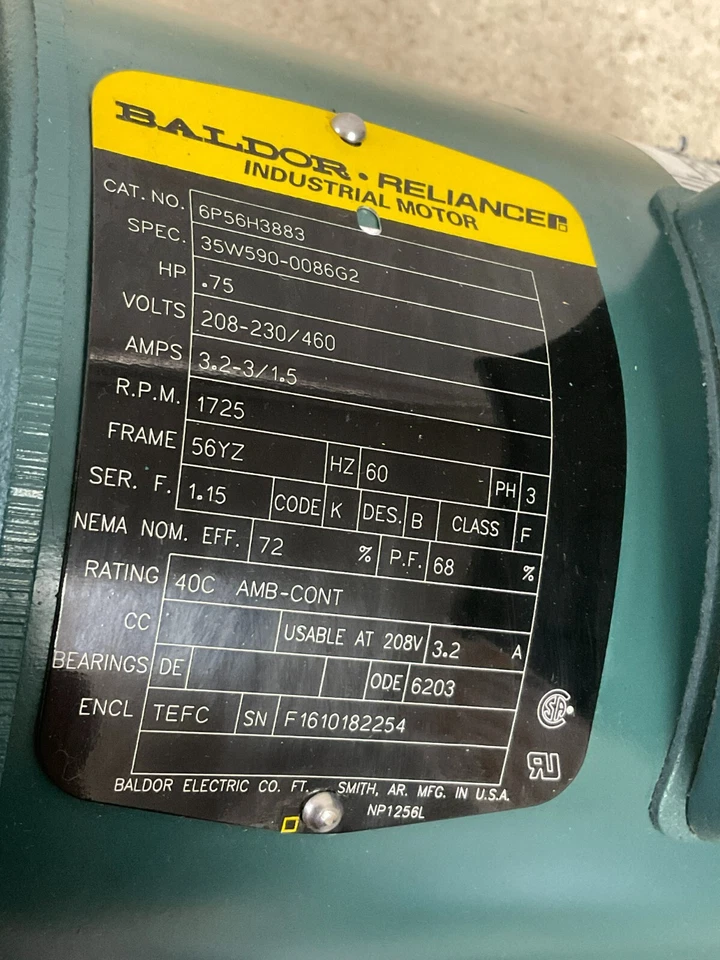 BALDOR • RELIANCE
INDUSTRIAL MOTOR
CAT. NO. 6P56H3883
SPEC. 35W590-0086G2
HP .75
VOLTS 208-230/460
AMPS 3.2-3/1.5
R.P.M. 1725
FRAME 56YZ HZ 60 PH 3
SER. F. 1.15 CODE K DES. B CLASS F
NEMA NOM. EFF. 72 % P.F. 68 %
RATING 40C AMB-CONT
CC USABLE AT 208V 3.2 A
BEARINGS DE ODE 6203
ENCL TEFC SN F1610182254
BALDOR ELECTRIC CO. FT. SMITH, AR. MFG. IN U.S.A.
NP1256L